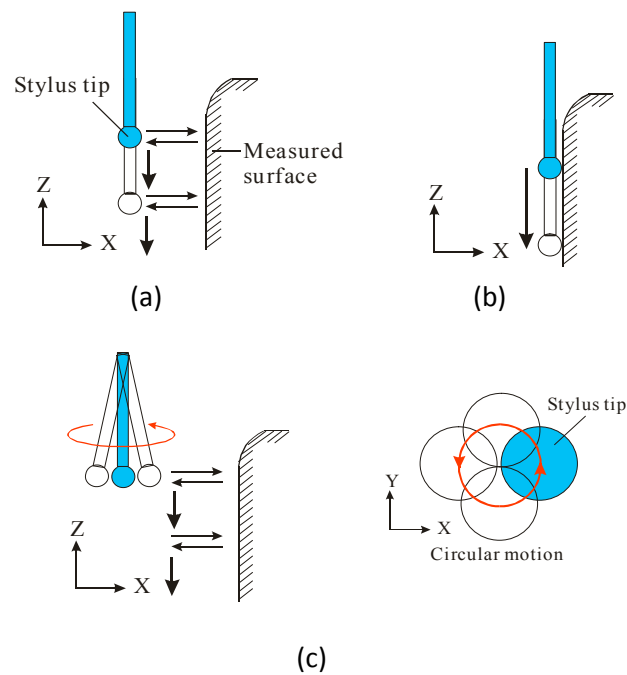 Stylus tip
Measured
surface
Z
X
(a)
Z
X
(b)
Z
X
Stylus tip
Y
X
Circular motion
(c)